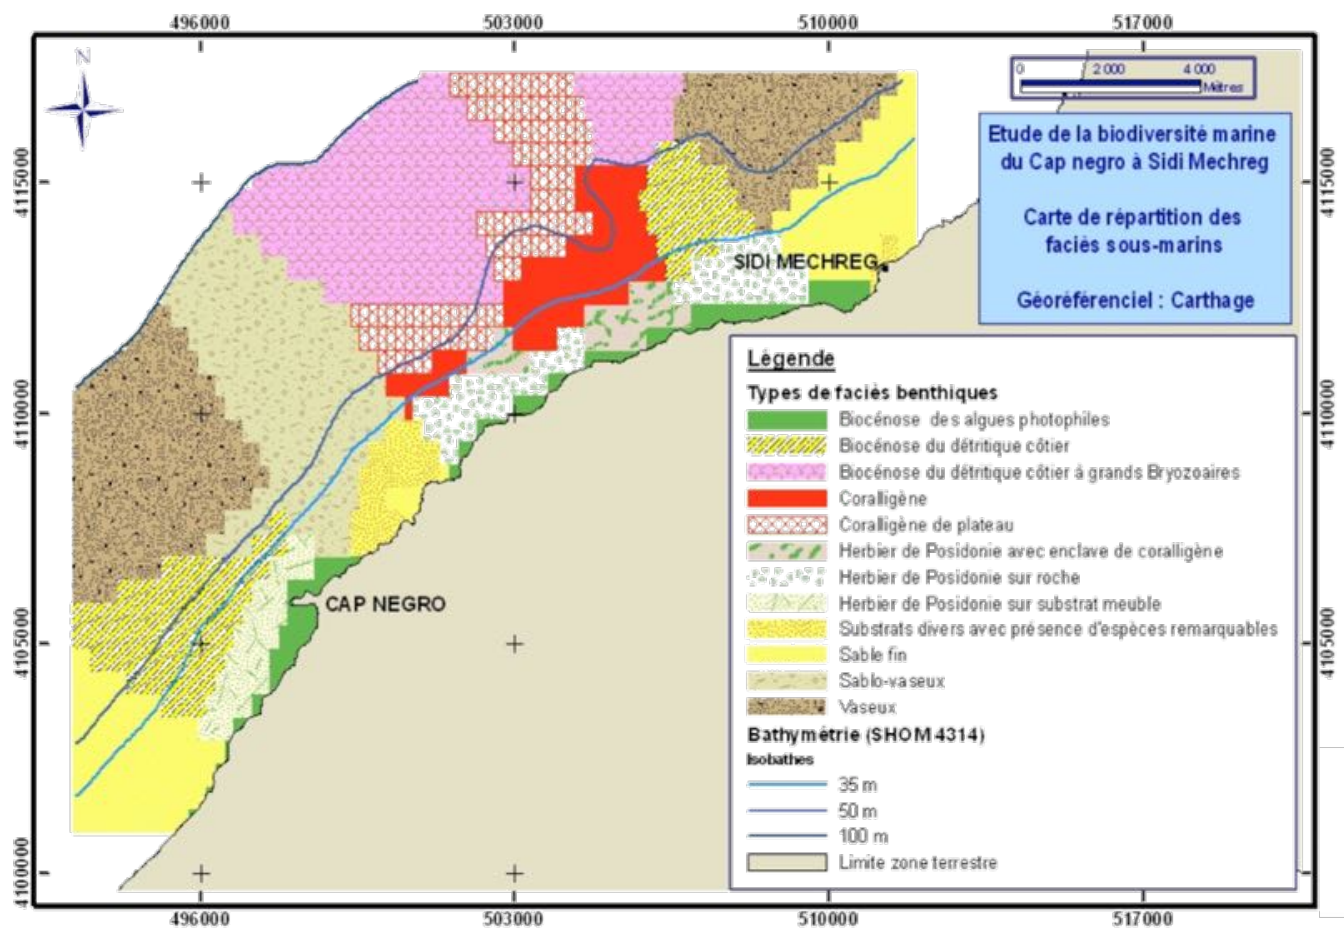 496000
503000
510000
517000
N
0
2 000
4 000
Mètres
Etude de la biodiversité marine
du Cap negro à Sidi Mechreg
Carte de répartition des
faciès sous-marins
Géoréférenciel : Carthage
4115000
4115000
SIDI MECHREG
Légende
Types de faciès benthiques
Biocénose des algues photophiles
Biocénose du détritique côtier
Biocénose du détritique côtier à grands Bryozoaires
Coralligène
Coralligène de plateau
Herbier de Posidonie avec enclave de coralligène
Herbier de Posidonie sur roche
Herbier de Posidonie sur substrat meuble
Substrats divers avec présence d'espèces remarquables
Sable fin
Sablo-vaseux
Vaseux
Bathymétrie (SHOM 4314)
Isobathes
35 m
50 m
100 m
Limite zone terrestre
4110000
4110000
CAP NEGRO
4105000
4105000
4100000
4100000
496000
503000
510000
517000